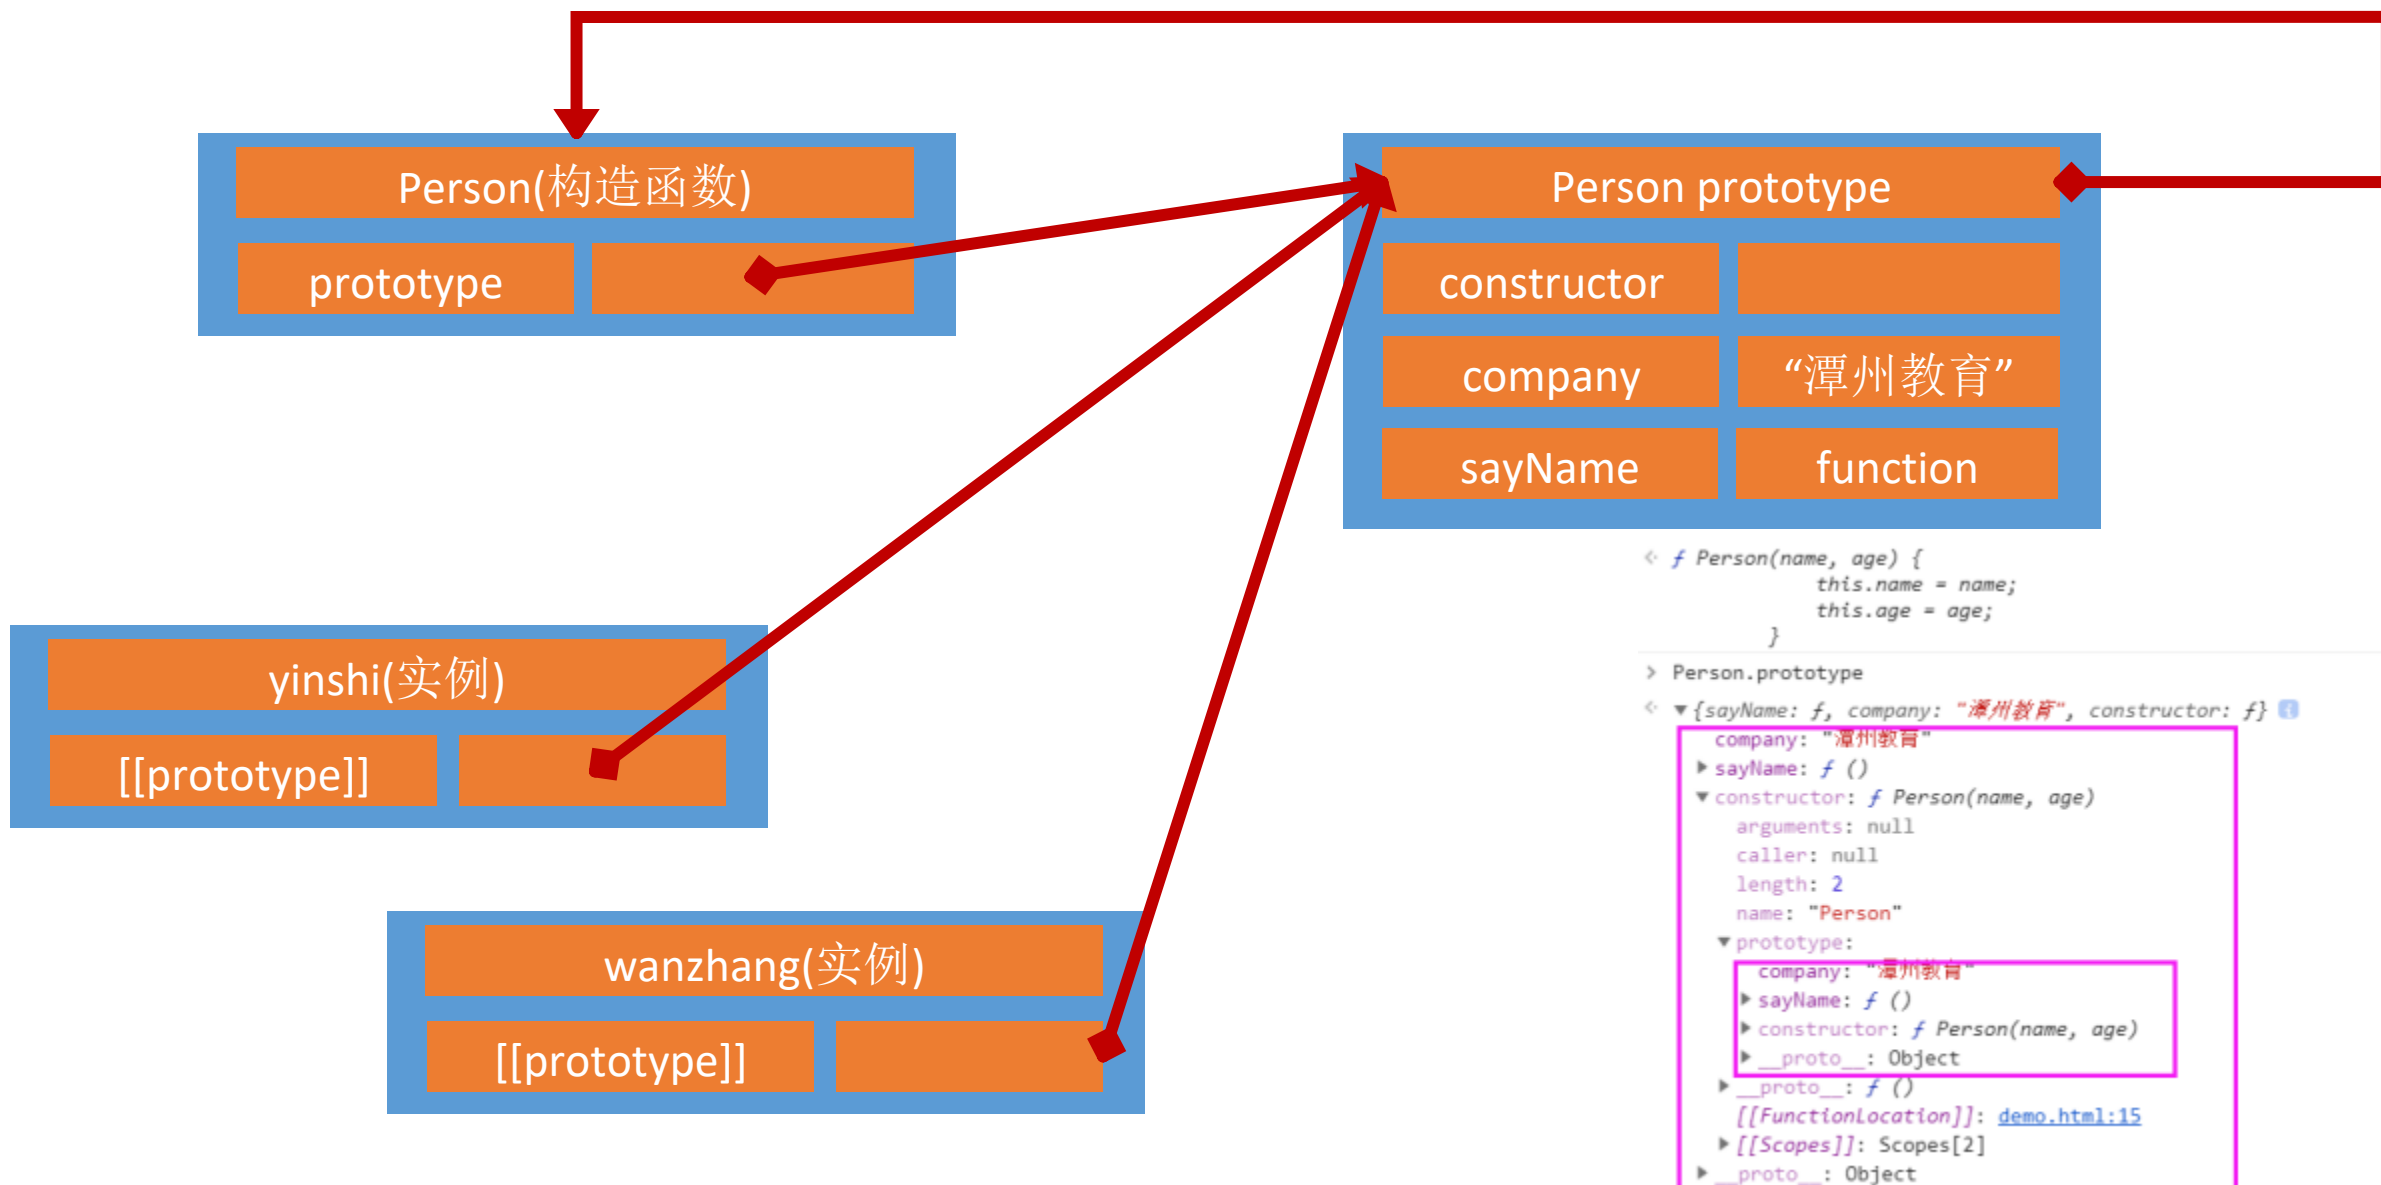 Person(构造函数)
prototype
Person prototype
constructor
company
“潭州教育”
sayName
function
yinshi(实例)
[[prototype]]
wanzhang(实例)
[[prototype]]
f Person(name, age) {
this.name = name;
this.age = age;
}
> Person.prototype
{sayName: f, company: "潭州教育", constructor: f}
company: "潭州教育"
sayName: f ()
constructor: f Person(name, age)
arguments: null
caller: null
length: 2
name: "Person"
prototype:
company: "潭州教育"
sayName: f ()
constructor: f Person(name, age)
__proto__: Object
__proto__: f ()
[[FunctionLocation]]: demo.html:15
[[Scopes]]: Scopes[2]
__proto__: Object